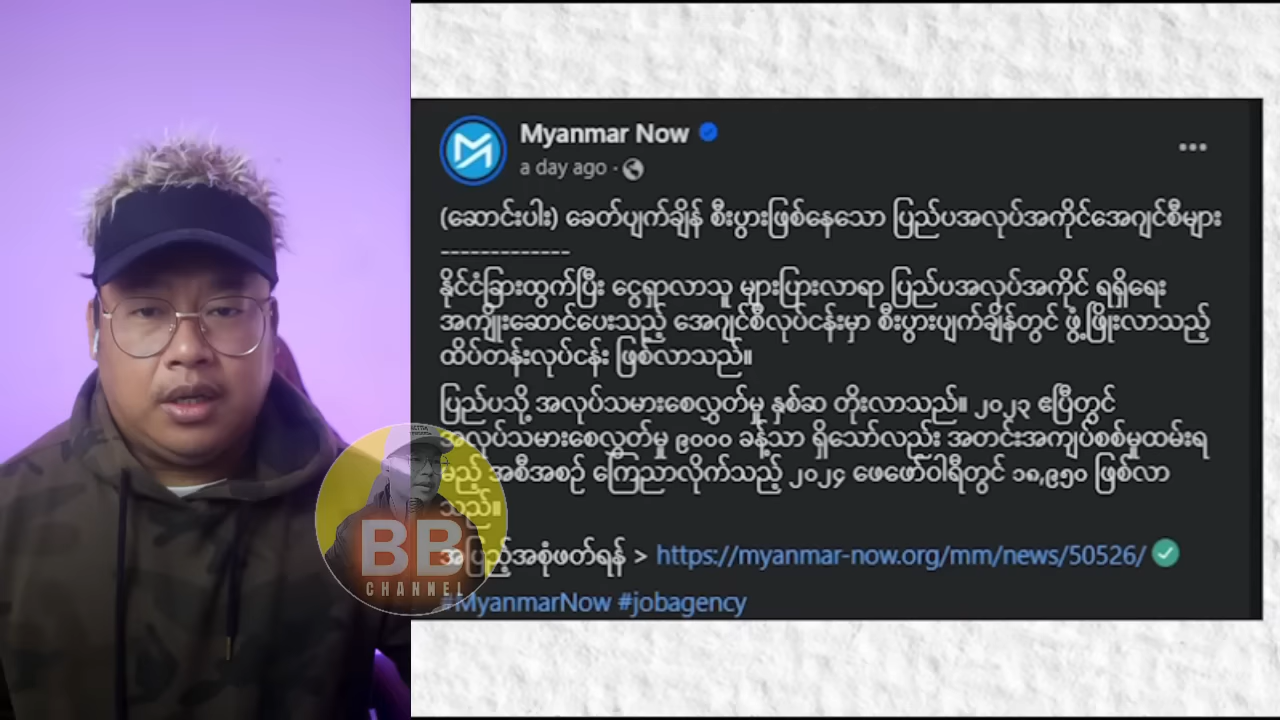 Myanmar Now
a day ago ·
(ဆောင်းပါး) ခေတ်ပျက်ချိန် စီးပွားဖြစ်နေသော ပြည်ပအလုပ်အကိုင်အေဂျင်စီများ
-------------
နိုင်ငံခြားထွက်ပြီး ငွေရှာလာသူ များပြားလာရာ ပြည်ပအလုပ်အကိုင် ရရှိရေး
အကျိုးဆောင်ပေးသည့် အေဂျင်စီလုပ်ငန်းမှာ စီးပွားပျက်ချိန်တွင် ဖွံ့ဖြိုးလာသည့်
ထိပ်တန်းလုပ်ငန်း ဖြစ်လာသည်။
ပြည်ပသို့ အလုပ်သမားစေလွှတ်မှု နှစ်ဆ တိုးလာသည်။ ၂၀၂၃ ဧပြီတွင်
အလုပ်သမားစေလွှတ်မှု ၉၀၀၀ ခန့်သာ ရှိသော်လည်း အတင်းအကျပ်စစ်မှုထမ်းရ
မည့် အစီအစဉ် ကြေညာလိုက်သည့် ၂၀၂၄ ဖေဖော်ဝါရီတွင် ၁၈,၉၅၀ ဖြစ်လာ
သည်။
အပြည့်အစုံဖတ်ရန် > https://myanmar-now.org/mm/news/50526/
#MyanmarNow #jobagency
BB
CHANNEL